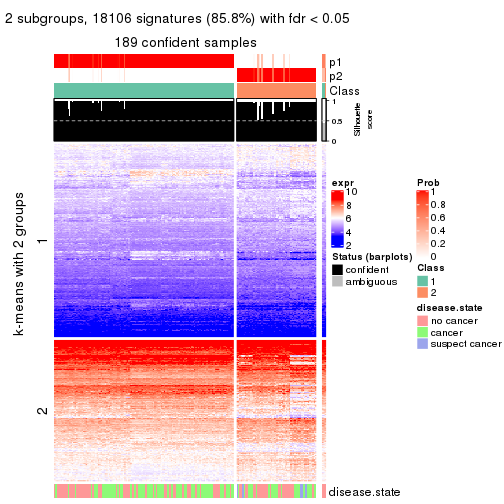 2 subgroups, 18106 signatures (85.8%) with fdr < 0.05
189 confident samples
p1
p2
Class
1
0.5
0
Silhouette
score
k-means with 2 groups
1
2
expr
10
8
6
4
2
Status (barplots)
confident
ambiguous
Prob
1
0.8
0.6
0.4
0.2
0
Class
1
2
disease.state
no cancer
cancer
suspect cancer
disease.state